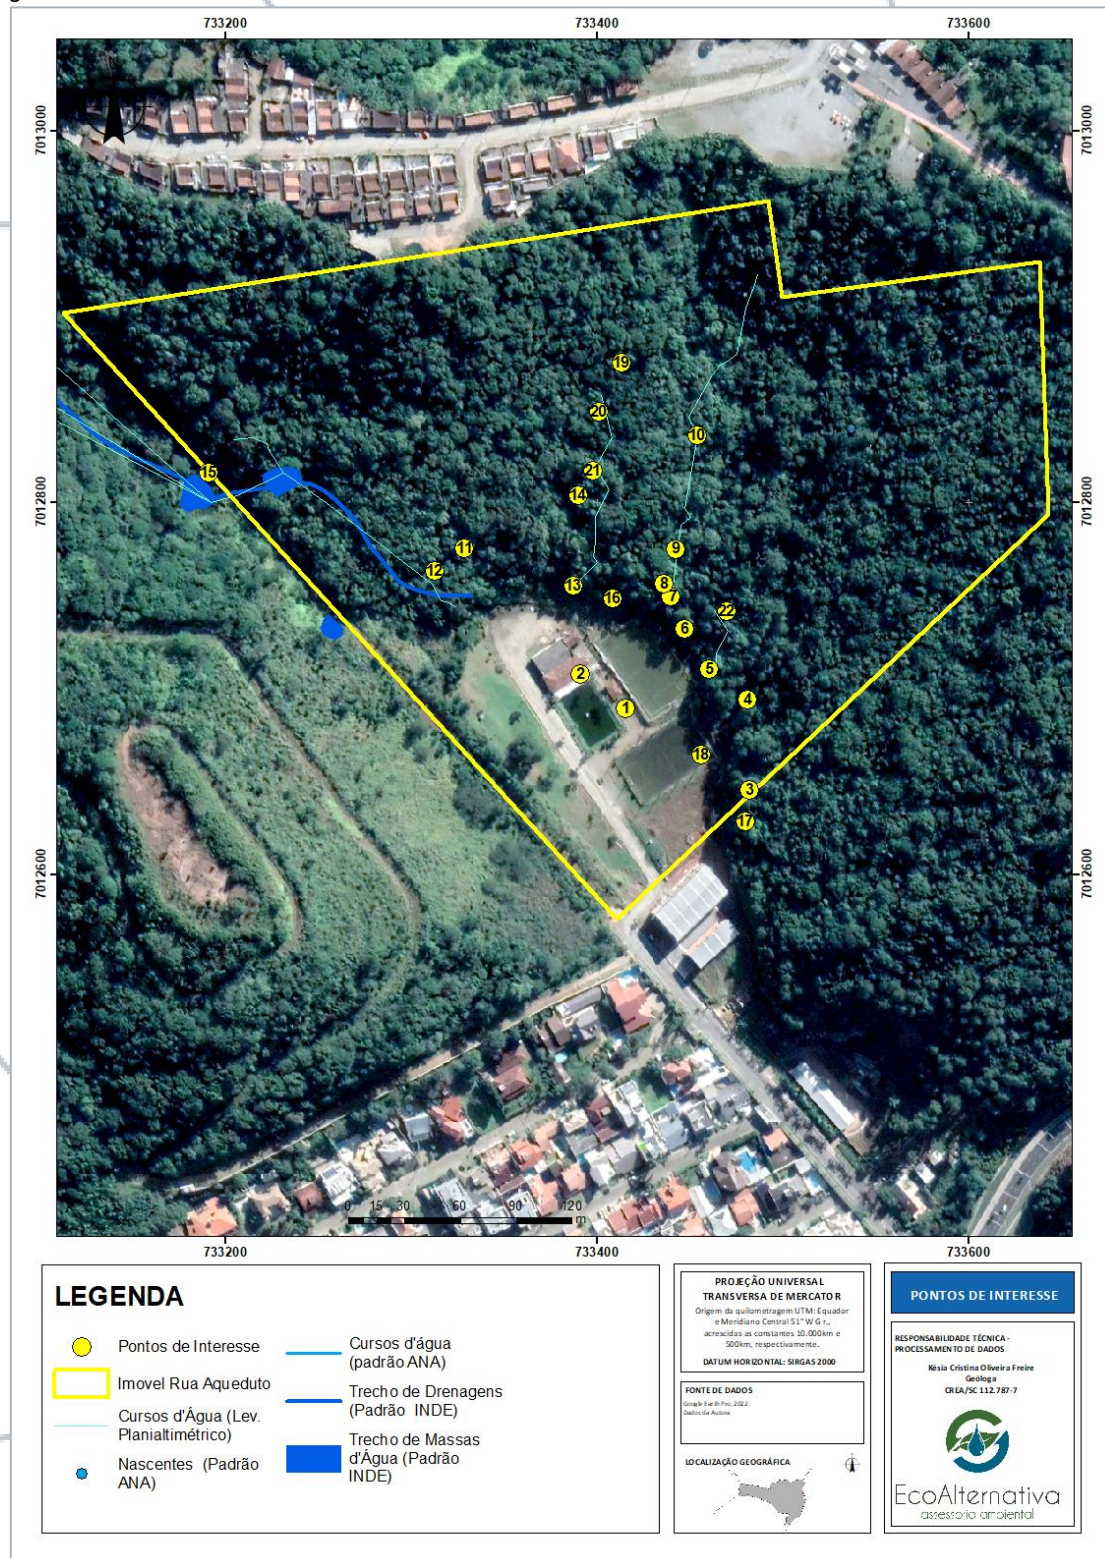 733200 733400 733600
7013000 7013000
19
20
10
21
15
14
7012800 7012800
11 9
12
13 8
16 7
22
6
5
2
4
1
18
3
17
7012600 7012600
0 15 30 60 90 120
m
733200 733400 733600
LEGENDA
Pontos de Interesse
Imovel Rua Aqueduto
Cursos d'Água (Lev.
Planialtimétrico)
Nascentes (Padrão
ANA)
Cursos d'água
(padrão ANA)
Trecho de Drenagens
(Padrão INDE)
Trecho de Massas
d'Água (Padrão
INDE)
PROJEÇÃO UNIVERSAL
TRANSVERSA DE MERCATOR
Origem da quilometragem UTM: Equador
e Meridiano Central 51° W Gr.,
acrescidas as constantes 10.000km e
500km, respectivamente.
DATUM HORIZONTAL: SIRGAS 2000
FONTE DE DADOS
Google Earth Pro, 2022.
Dados da Autora
LOCALIZAÇÃO GEOGRÁFICA
PONTOS DE INTERESSE
RESPONSABILIDADE TÉCNICA -
PROCESSAMENTO DE DADOS
Késia Cristina Oliveira Freire
Geóloga
CREA/SC 112.787-7
EcoAlternativa
assessoria ambiental